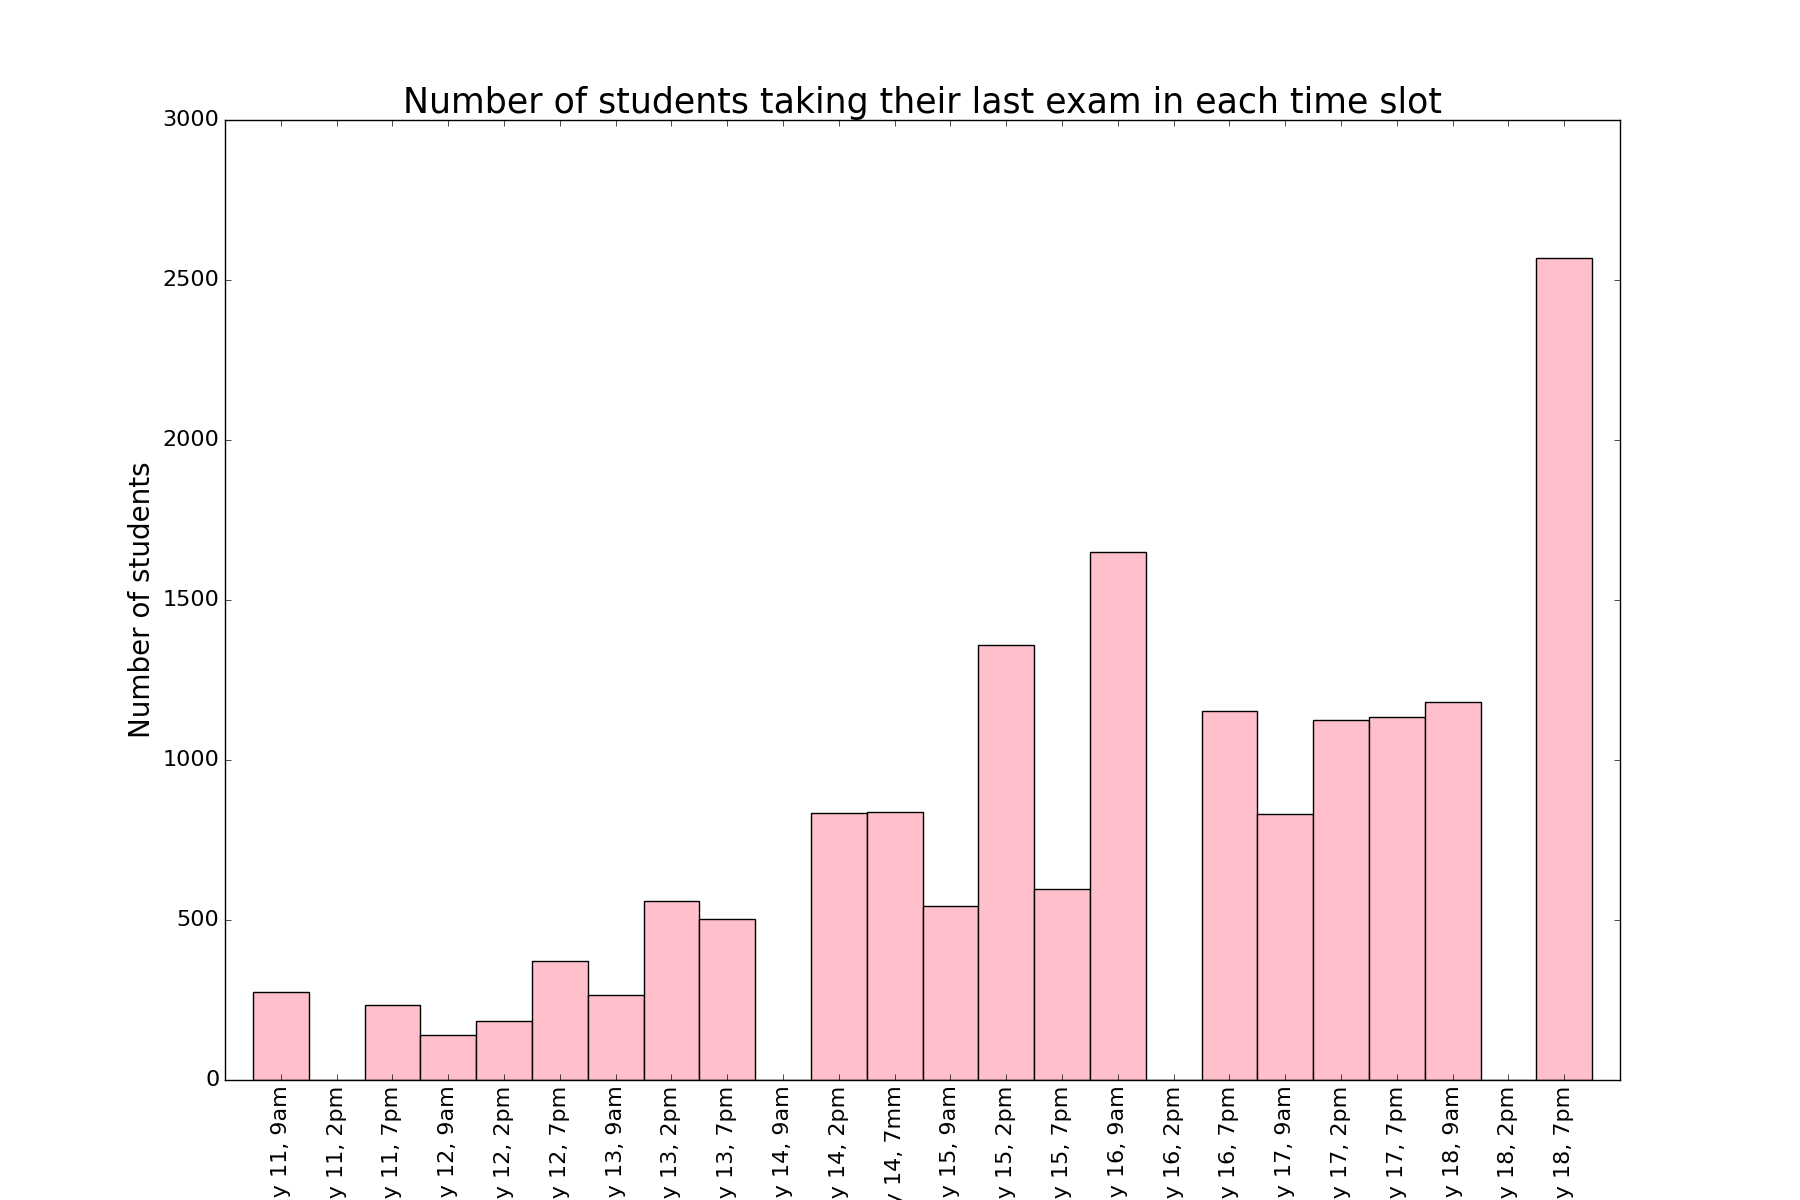 Number of students taking their last exam in each time slot
3000
2500
2000
1500
1000
500
0
Number of students
y 11, 9am
y 11, 2pm
y 11, 7pm
y 12, 9am
y 12, 2pm
y 12, 7pm
y 13, 9am
y 13, 2pm
y 13, 7pm
y 14, 9am
y 14, 2pm
y 14, 7mm
y 15, 9am
y 15, 2pm
y 15, 7pm
y 16, 9am
y 16, 2pm
y 16, 7pm
y 17, 9am
y 17, 2pm
y 17, 7pm
y 18, 9am
y 18, 2pm
y 18, 7pm